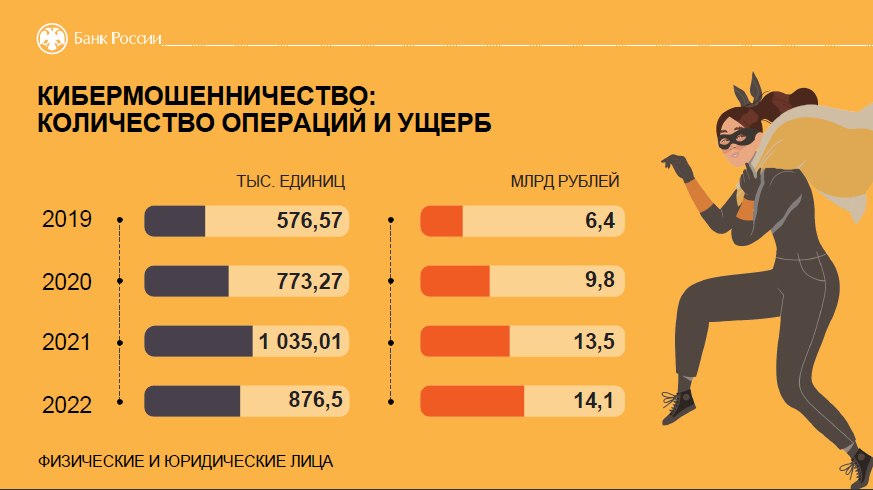 Банк России
КИБЕРМОШЕННИЧЕСТВО:
КОЛИЧЕСТВО ОПЕРАЦИЙ И УЩЕРБ
ТЫС. ЕДИНИЦ МЛРД РУБЛЕЙ
2019 576,57 6,4
2020 773,27 9,8
2021 1 035,01 13,5
2022 876,5 14,1
ФИЗИЧЕСКИЕ И ЮРИДИЧЕСКИЕ ЛИЦА